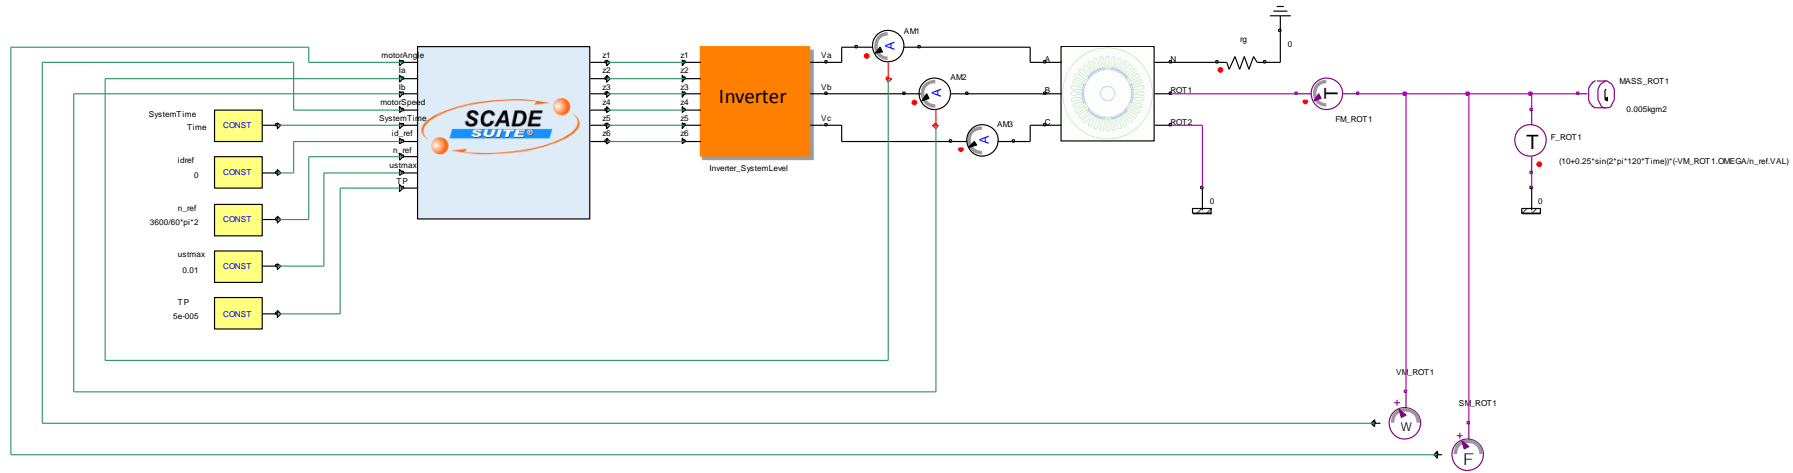 SystemTime
Time
CONST
idref
0
CONST
n_ref
3600/60*pi*2
CONST
ustmax
0.01
CONST
TP
5e-005
CONST
motorAngle
Ia
Ib
motorSpeed
SystemTime
id_ref
n_ref
ustmax
TP
SCADE
SUITE®
z1
z2
z3
z4
z5
z6
z1
z2
z3
z4
z5
z6
Inverter
Inverter_SystemLevel
Va
Vb
Vc
AM1
A
AM2
A
AM3
A
A
B
C
N
ROT1
ROT2
rg
0
0
T
FM_ROT1
MASS_ROT1
0.005kgm2
T
F_ROT1
(10+0.25*sin(2*pi*120*Time))*(-VM_ROT1.OMEGA/n_ref.VAL)
0
VM_ROT1
+
W
SM_ROT1
+
F